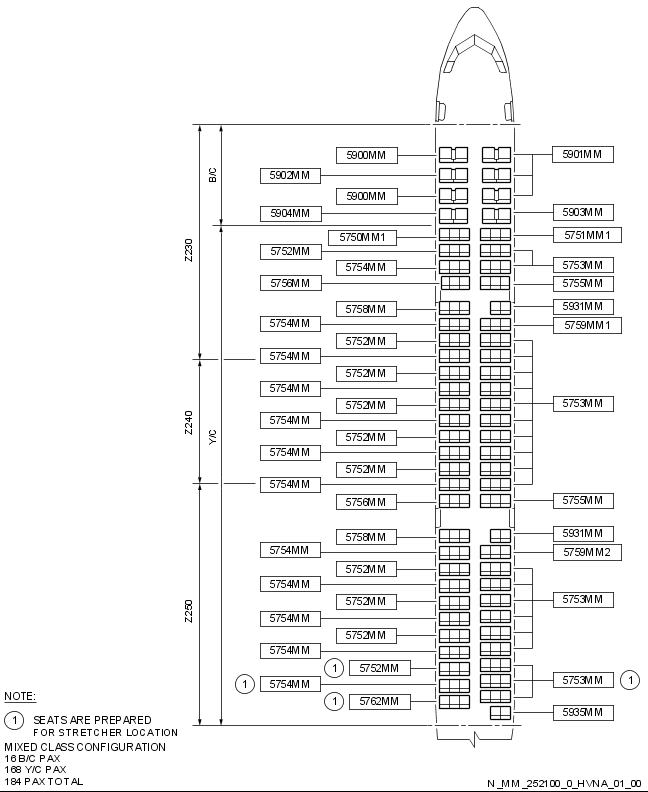 5900MM
5901MM
5902MM
B/C
5900MM
5904MM
5903MM
5750MM1
5751MM1
Z230
5752MM
5754MM
5753MM
5756MM
5755MM
5758MM
5931MM
5754MM
5759MM1
5752MM
5754MM
5752MM
5754MM
5752MM
5753MM
Z240
5754MM
Y/C
5752MM
5754MM
5752MM
5754MM
5756MM
5755MM
5758MM
5931MM
5754MM
5759MM2
5752MM
5754MM
5752MM
5753MM
Z250
5754MM
5752MM
5754MM
1 5752MM
1 5754MM
5753MM 1
1 5762MM
5935MM
NOTE:
1 SEATS ARE PREPARED
FOR STRETCHER LOCATION
MIXED CLASS CONFIGURATION
16 B/C PAX
168 Y/C PAX
184 PAX TOTAL
N_MM_252100_0_HVNA_01_00